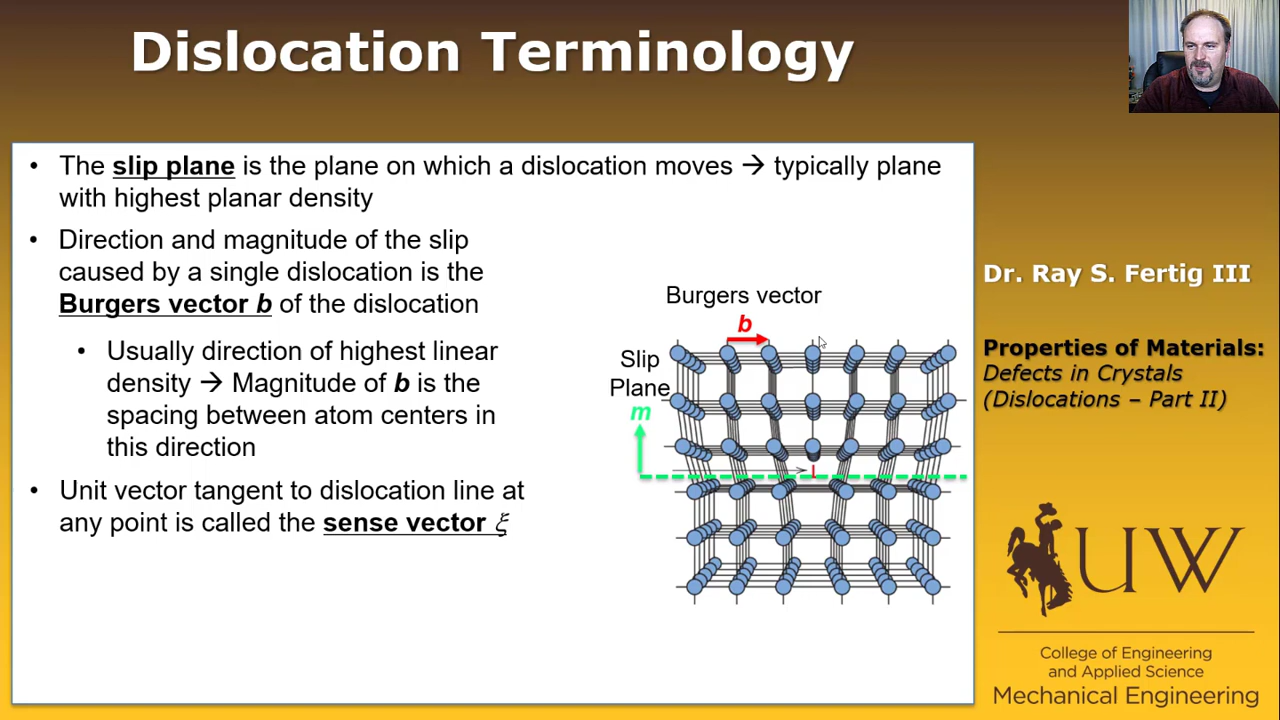 Dislocation Terminology
• The slip plane is the plane on which a dislocation moves → typically plane
with highest planar density
• Direction and magnitude of the slip
caused by a single dislocation is the
Burgers vector b of the dislocation
• Usually direction of highest linear
density → Magnitude of b is the
spacing between atom centers in
this direction
• Unit vector tangent to dislocation line at
any point is called the sense vector ξ
Burgers vector
b
Slip
Plane
m
Dr. Ray S. Fertig III
Properties of Materials:
Defects in Crystals
(Dislocations – Part II)
UW
College of Engineering
and Applied Science
Mechanical Engineering